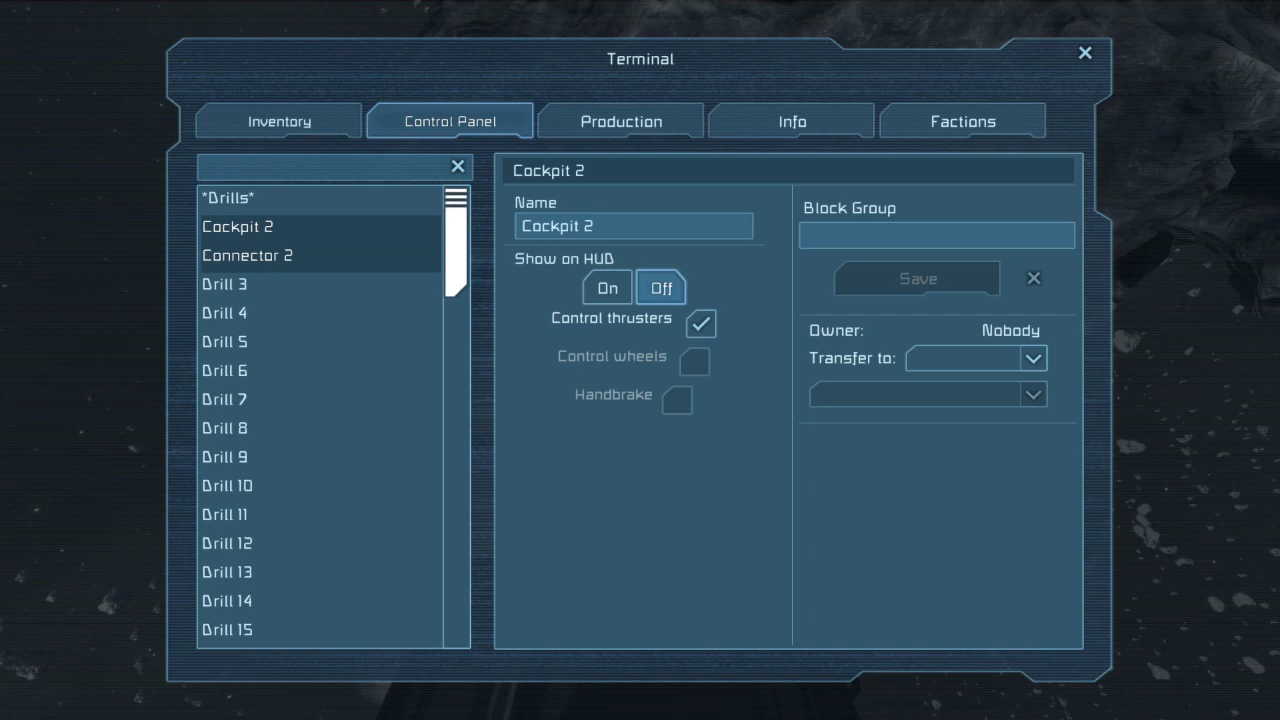 Terminal
Inventory
Control Panel
Production
Info
Factions
*Drills*
Cockpit 2
Connector 2
Drill 3
Drill 4
Drill 5
Drill 6
Drill 7
Drill 8
Drill 9
Drill 10
Drill 11
Drill 12
Drill 13
Drill 14
Drill 15
Cockpit 2
Name
Cockpit 2
Show on HUD
On Off
Control thrusters
Control wheels
Handbrake
Block Group
Save
Owner: Nobody
Transfer to: